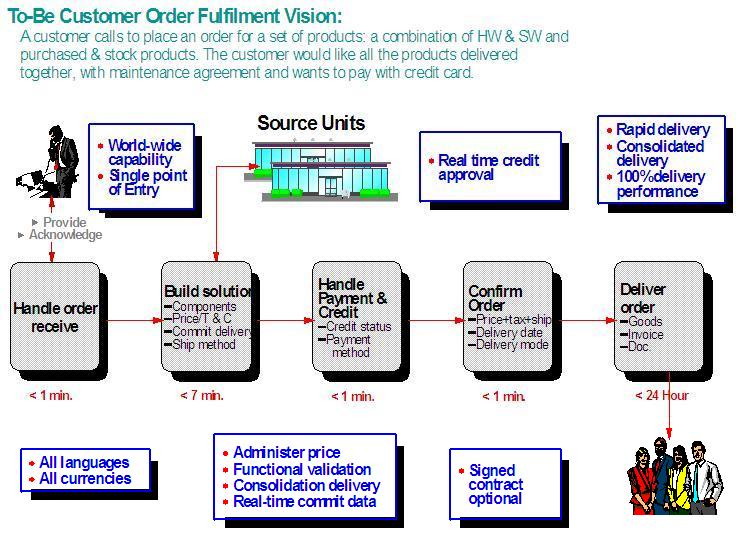 To-Be Customer Order Fulfilment Vision:
A customer calls to place an order for a set of products: a combination of HW & SW and
purchased & stock products. The customer would like all the products delivered
together, with maintenance agreement and wants to pay with credit card.
• World-wide
capability
• Single point
of Entry
Source Units
• Real time credit
approval
• Rapid delivery
• Consolidated
delivery
• 100%delivery
performance
Provide
Acknowledge
Handle order
receive
Build solution
–Components
–Price/T & C
–Commit delivery
–Ship method
Handle
Payment &
Credit
–Credit status
–Payment
method
Confirm
Order
–Price+tax+ship
–Delivery date
–Delivery mode
Deliver
order
–Goods
–Invoice
–Doc.
< 1 min.
< 7 min.
< 1 min.
< 1 min.
< 24 Hour
• All languages
• All currencies
• Administer price
• Functional validation
• Consolidation delivery
• Real-time commit data
• Signed
contract
optional